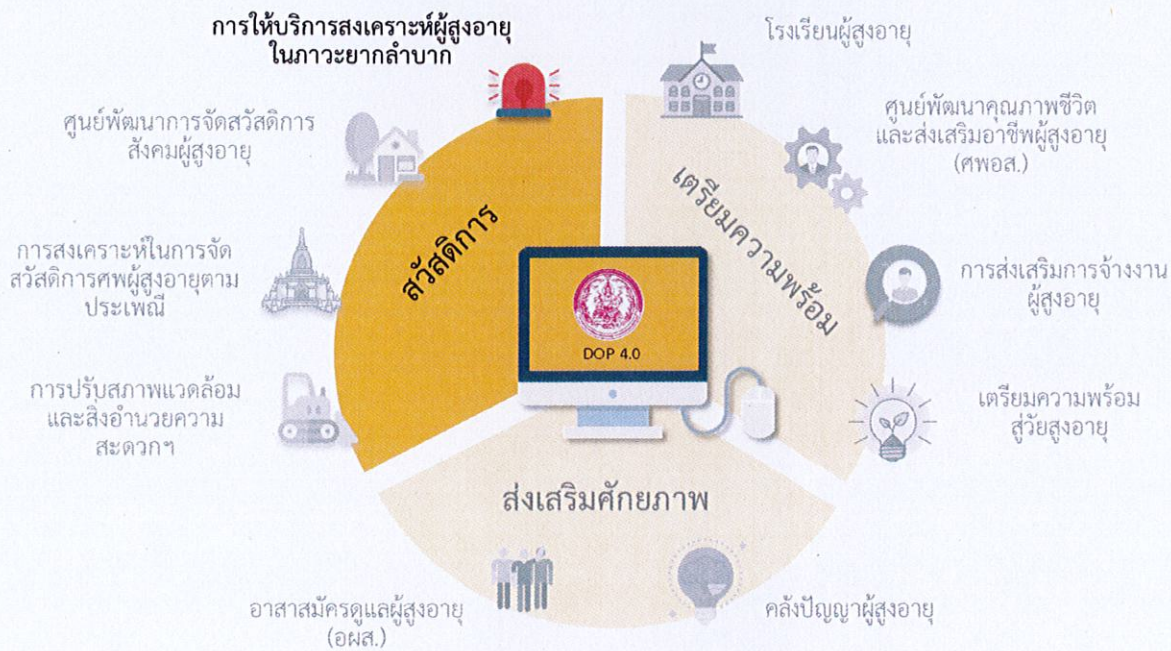 การให้บริการสงเคราะห์ผู้สูงอายุ
ในภาวะยากลำบาก
ศูนย์พัฒนาการจัดสวัสดิการ
สังคมผู้สูงอายุ
การสงเคราะห์ในการจัด
สวัสดิการศพผู้สูงอายุตาม
ประเพณี
การปรับสภาพแวดล้อม
และสิ่งอำนวยความ
สะดวกฯ
สวัสดิการ
โรงเรียนผู้สูงอายุ
ศูนย์พัฒนาคุณภาพชีวิต
และส่งเสริมอาชีพผู้สูงอายุ
(ศพอส.)
การส่งเสริมการจ้างงาน
ผู้สูงอายุ
เตรียมความพร้อม
สู่วัยสูงอายุ
เตรียมความพร้อม
DOP 4.0
ส่งเสริมศักยภาพ
อาสาสมัครดูแลผู้สูงอายุ
(อผส.)
คลังปัญญาผู้สูงอายุ